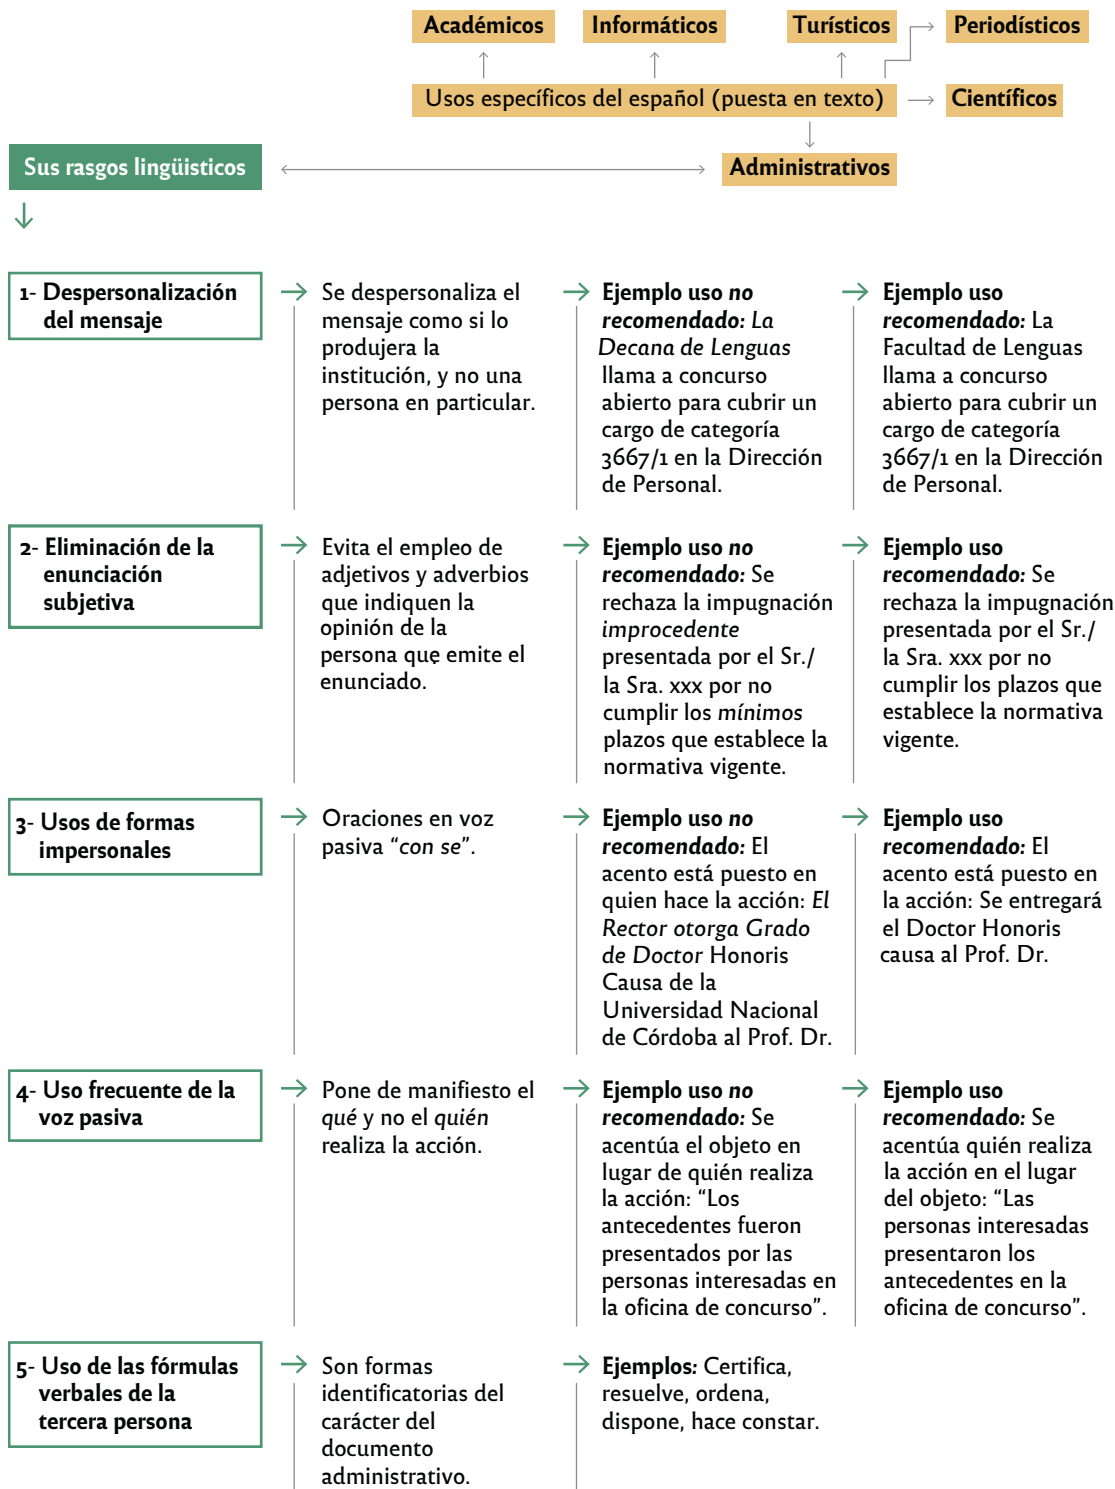 Académicos
Informáticos
Turísticos
Periodísticos
Usos específicos del español (puesta en texto)
Científicos
Sus rasgos lingüisticos
Administrativos
1- Despersonalización
del mensaje
Se despersonaliza el
mensaje como si lo
produjera la
institución, y no una
persona en particular.
Ejemplo uso no
recomendado: La
Decana de Lenguas
llama a concurso
abierto para cubrir un
cargo de categoría
3667/1 en la Dirección
de Personal.
Ejemplo uso
recomendado: La
Facultad de Lenguas
llama a concurso
abierto para cubrir un
cargo de categoría
3667/1 en la Dirección
de Personal.
2- Eliminación de la
enunciación
subjetiva
Evita el empleo de
adjetivos y adverbios
que indiquen la
opinión de la
persona que emite el
enunciado.
Ejemplo uso no
recomendado: Se
rechaza la impugnación
improcedente
presentada por el Sr./
la Sra. xxx por no
cumplir los mínimos
plazos que establece la
normativa vigente.
Ejemplo uso
recomendado: Se
rechaza la impugnación
presentada por el Sr./
la Sra. xxx por no
cumplir los plazos que
establece la normativa
vigente.
3- Usos de formas
impersonales
Oraciones en voz
pasiva “con se”.
Ejemplo uso no
recomendado: El
acento está puesto en
quien hace la acción: El
Rector otorga Grado
de Doctor Honoris
Causa de la
Universidad Nacional
de Córdoba al Prof. Dr.
Ejemplo uso
recomendado: El
acento está puesto en
la acción: Se entregará
el Doctor Honoris
causa al Prof. Dr.
4- Uso frecuente de la
voz pasiva
Pone de manifiesto el
qué y no el quién
realiza la acción.
Ejemplo uso no
recomendado: Se
acentúa el objeto en
lugar de quién realiza
la acción: “Los
antecedentes fueron
presentados por las
personas interesadas en
la oficina de concurso”.
Ejemplo uso
recomendado: Se
acentúa quién realiza
la acción en el lugar
del objeto: “Las
personas interesadas
presentaron los
antecedentes en la
oficina de concurso”.
5- Uso de las fórmulas
verbales de la
tercera persona
Son formas
identificatorias del
carácter del
documento
administrativo.
Ejemplos: Certifica,
resuelve, ordena,
dispone, hace constar.